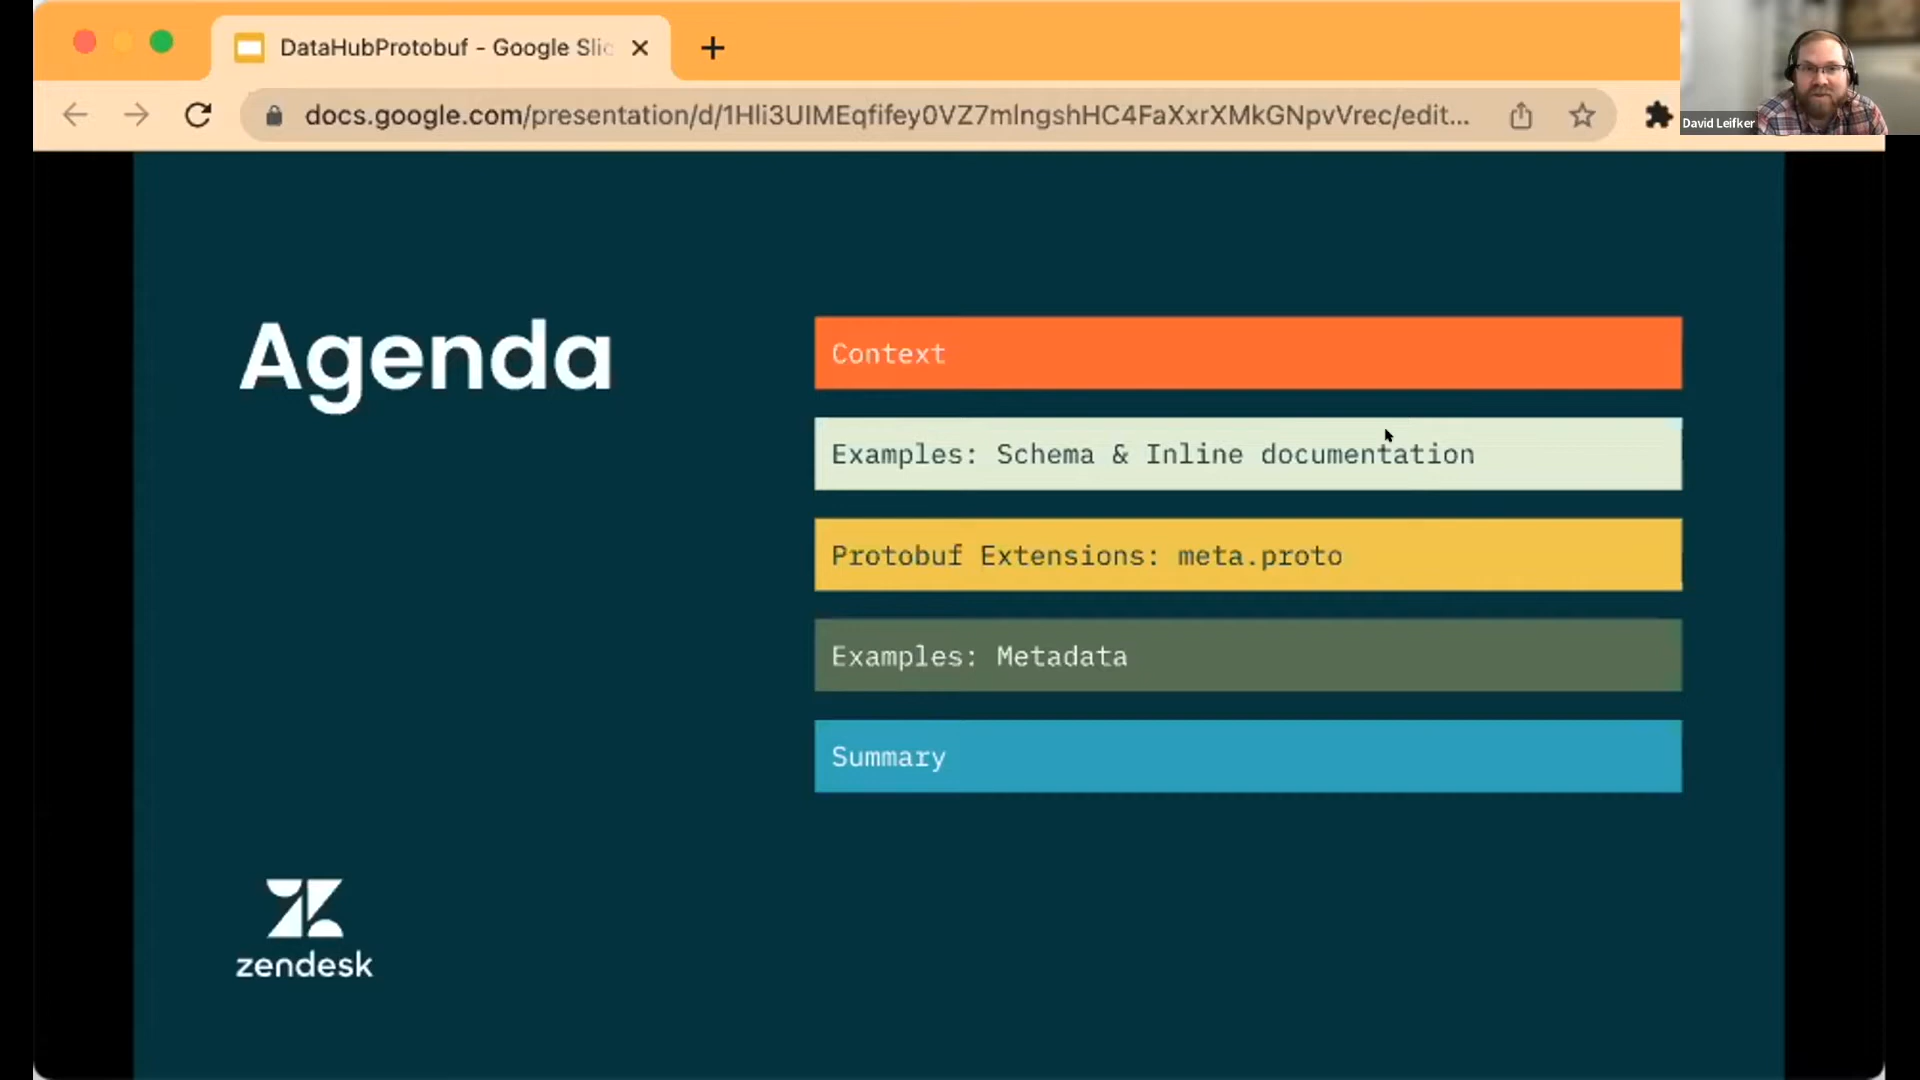 DataHubProtobuf - Google Slic
docs.google.com/presentation/d/1Hli3UIMEqfifey0VZ7mlngshHC4FaXxrXMkGNpvVrec/edit...
David Leifker
Agenda
Context
Examples: Schema & Inline documentation
Protobuf Extensions: meta.proto
Examples: Metadata
Summary
zendesk